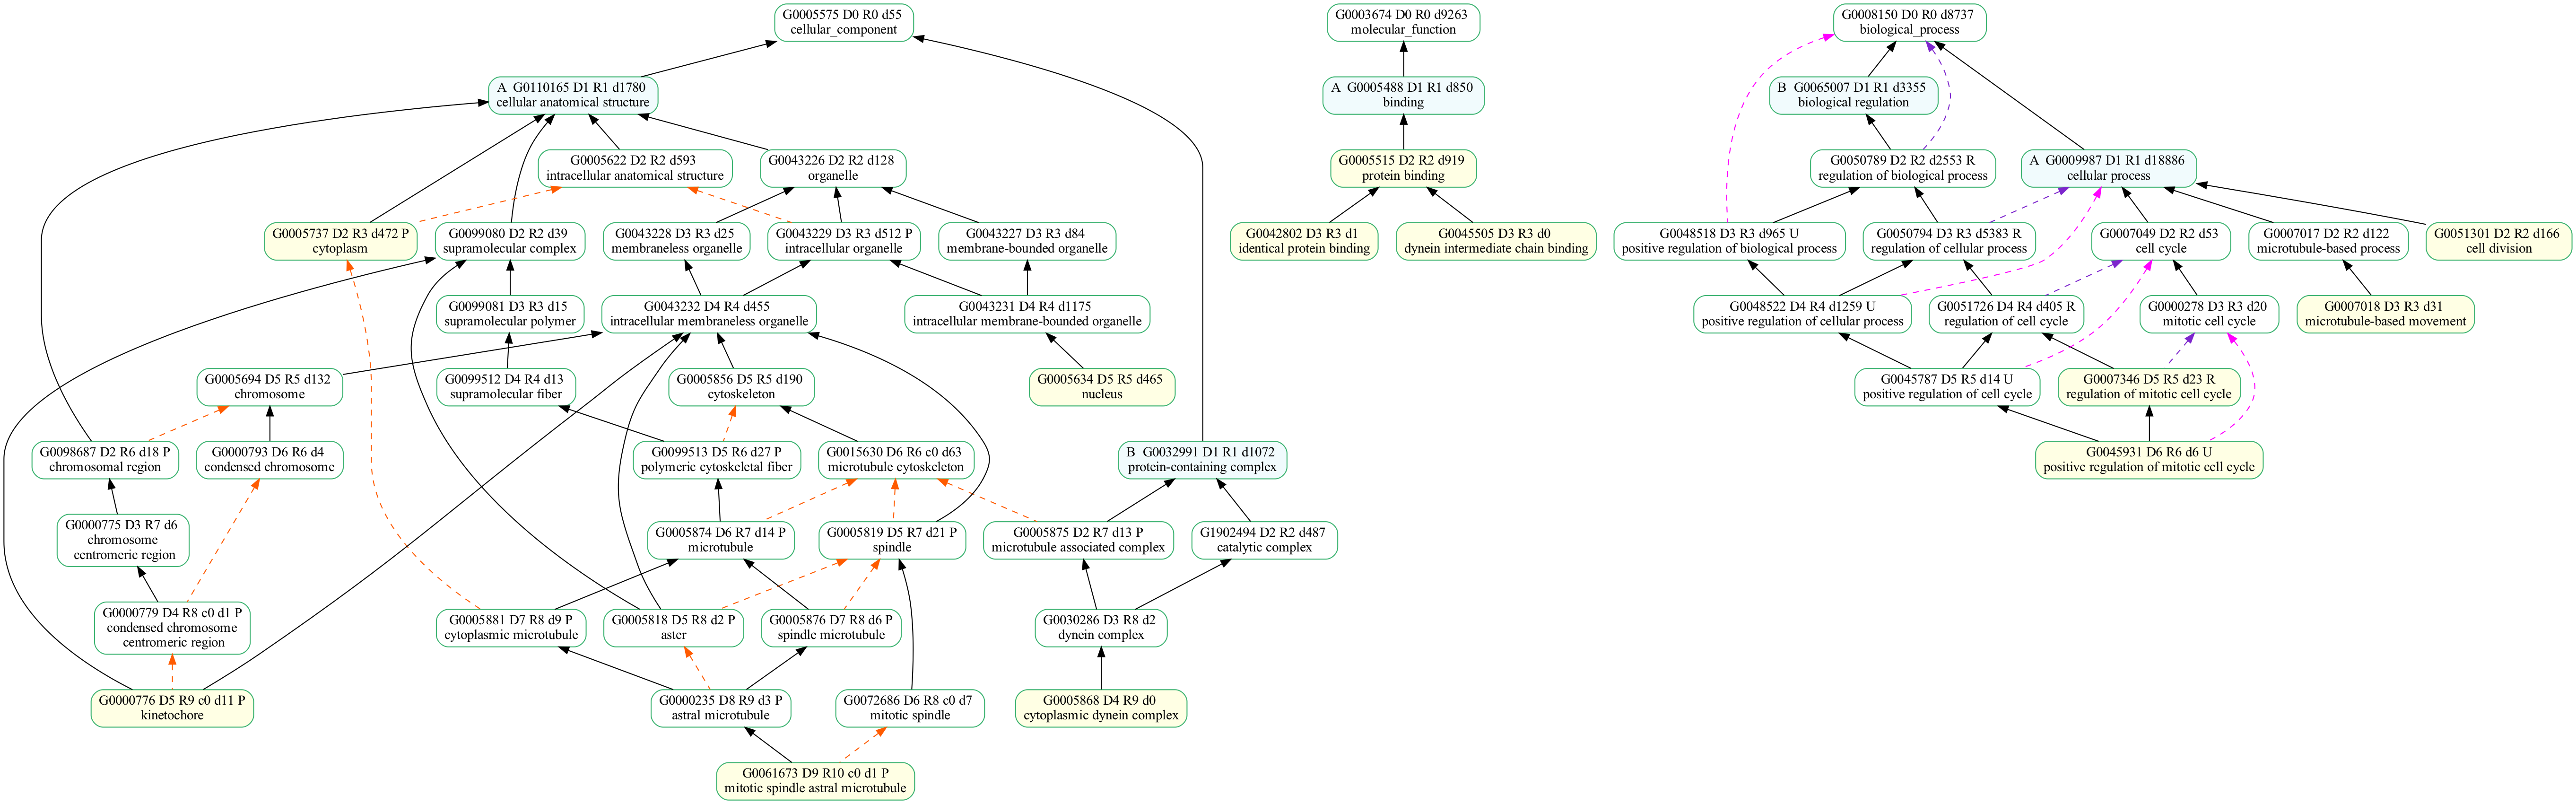 G0005575 D0 R0 d55
cellular_component
G0003674 D0 R0 d9263
molecular_function
G0008150 D0 R0 d8737
biological_process
A G0110165 D1 R1 d1780
cellular anatomical structure
A G0005488 D1 R1 d850
binding
B G0065007 D1 R1 d3355
biological regulation
G0005622 D2 R2 d593
intracellular anatomical structure
G0043226 D2 R2 d128
organelle
G0005515 D2 R2 d919
protein binding
G0050789 D2 R2 d2553 R
regulation of biological process
A G0009987 D1 R1 d18886
cellular process
G0005737 D2 R3 d472 P
cytoplasm
G0099080 D2 R2 d39
supramolecular complex
G0043228 D3 R3 d25
membraneless organelle
G0043229 D3 R3 d512 P
intracellular organelle
G0043227 D3 R3 d84
membrane-bounded organelle
G0042802 D3 R3 d1
identical protein binding
G0045505 D3 R3 d0
dynein intermediate chain binding
G0048518 D3 R3 d965 U
positive regulation of biological process
G0050794 D3 R3 d5383 R
regulation of cellular process
G0007049 D2 R2 d53
cell cycle
G0007017 D2 R2 d122
microtubule-based process
G0051301 D2 R2 d166
cell division
G0099081 D3 R3 d15
supramolecular polymer
G0043232 D4 R4 d455
intracellular membraneless organelle
G0043231 D4 R4 d1175
intracellular membrane-bounded organelle
G0048522 D4 R4 d1259 U
positive regulation of cellular process
G0051726 D4 R4 d405 R
regulation of cell cycle
G0000278 D3 R3 d20
mitotic cell cycle
G0007018 D3 R3 d31
microtubule-based movement
G0005694 D5 R5 d132
chromosome
G0099512 D4 R4 d13
supramolecular fiber
G0005856 D5 R5 d190
cytoskeleton
G0005634 D5 R5 d465
nucleus
G0045787 D5 R5 d14 U
positive regulation of cell cycle
G0007346 D5 R5 d23 R
regulation of mitotic cell cycle
G0098687 D2 R6 d18 P
chromosomal region
G0000793 D6 R6 d4
condensed chromosome
G0099513 D5 R6 d27 P
polymeric cytoskeletal fiber
G0015630 D6 R6 c0 d63
microtubule cytoskeleton
B G0032991 D1 R1 d1072
protein-containing complex
G0045931 D6 R6 d6 U
positive regulation of mitotic cell cycle
G0000775 D3 R7 d6
chromosome
centromeric region
G0005874 D6 R7 d14 P
microtubule
G0005819 D5 R7 d21 P
spindle
G0005875 D2 R7 d13 P
microtubule associated complex
G1902494 D2 R2 d487
catalytic complex
G0000779 D4 R8 c0 d1 P
condensed chromosome
centromeric region
G0005881 D7 R8 d9 P
cytoplasmic microtubule
G0005818 D5 R8 d2 P
aster
G0005876 D7 R8 d6 P
spindle microtubule
G0030286 D3 R8 d2
dynein complex
G0000776 D5 R9 c0 d11 P
kinetochore
G0000235 D8 R9 d3 P
astral microtubule
G0072686 D6 R8 c0 d7
mitotic spindle
G0005868 D4 R9 d0
cytoplasmic dynein complex
G0061673 D9 R10 c0 d1 P
mitotic spindle astral microtubule